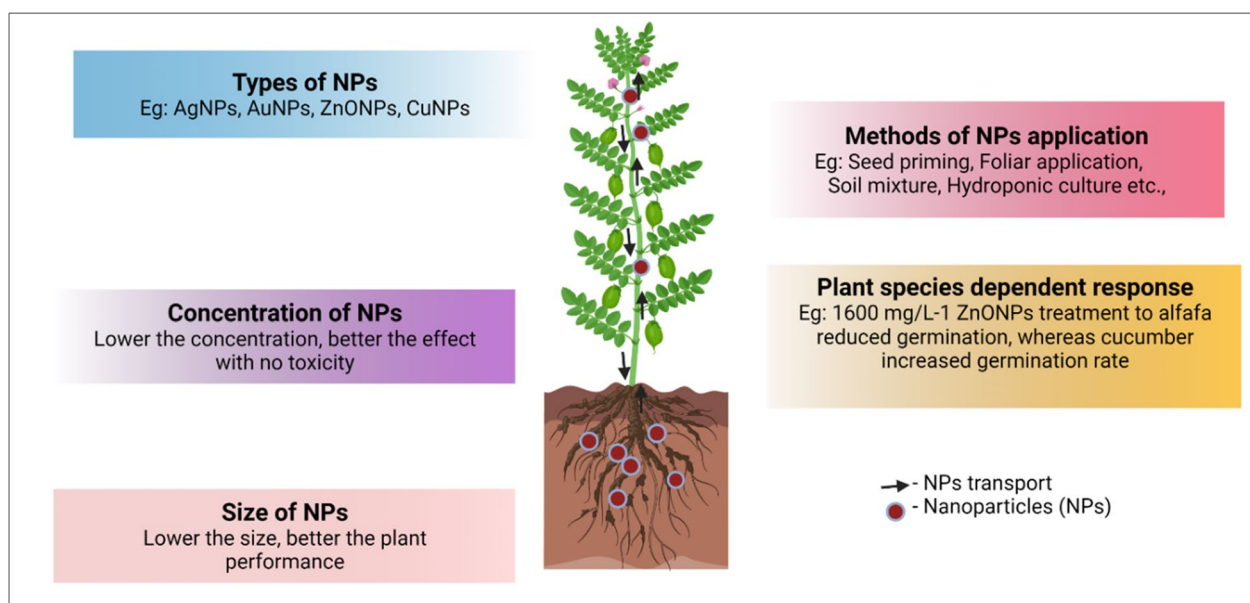 Types of NPs
Eg: AgNPs, AuNPs, ZnONPs, CuNPs
Concentration of NPs
Lower the concentration, better the effect
with no toxicity
Size of NPs
Lower the size, better the plant
performance
Methods of NPs application
Eg: Seed priming, Foliar application,
Soil mixture, Hydroponic culture etc.,
Plant species dependent response
Eg: 1600 mg/L-1 ZnONPs treatment to alfafa
reduced germination, whereas cucumber
increased germination rate
- NPs transport
- Nanoparticles (NPs)